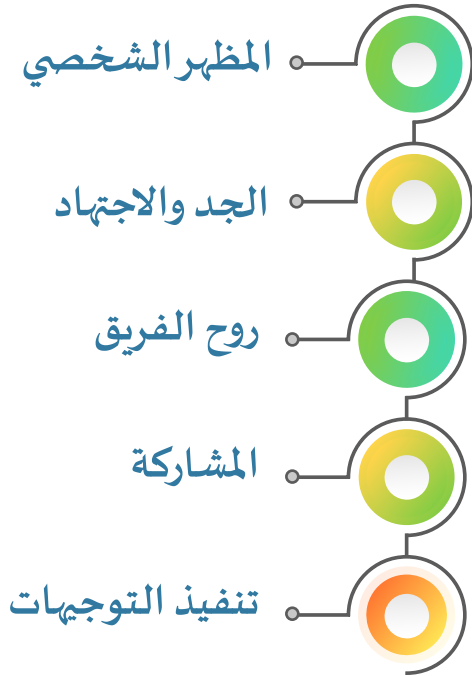 المظهر الشخصي
الجد والاجتهاد
روح الفريق
المشاركة
تنفيذ التوجيهات